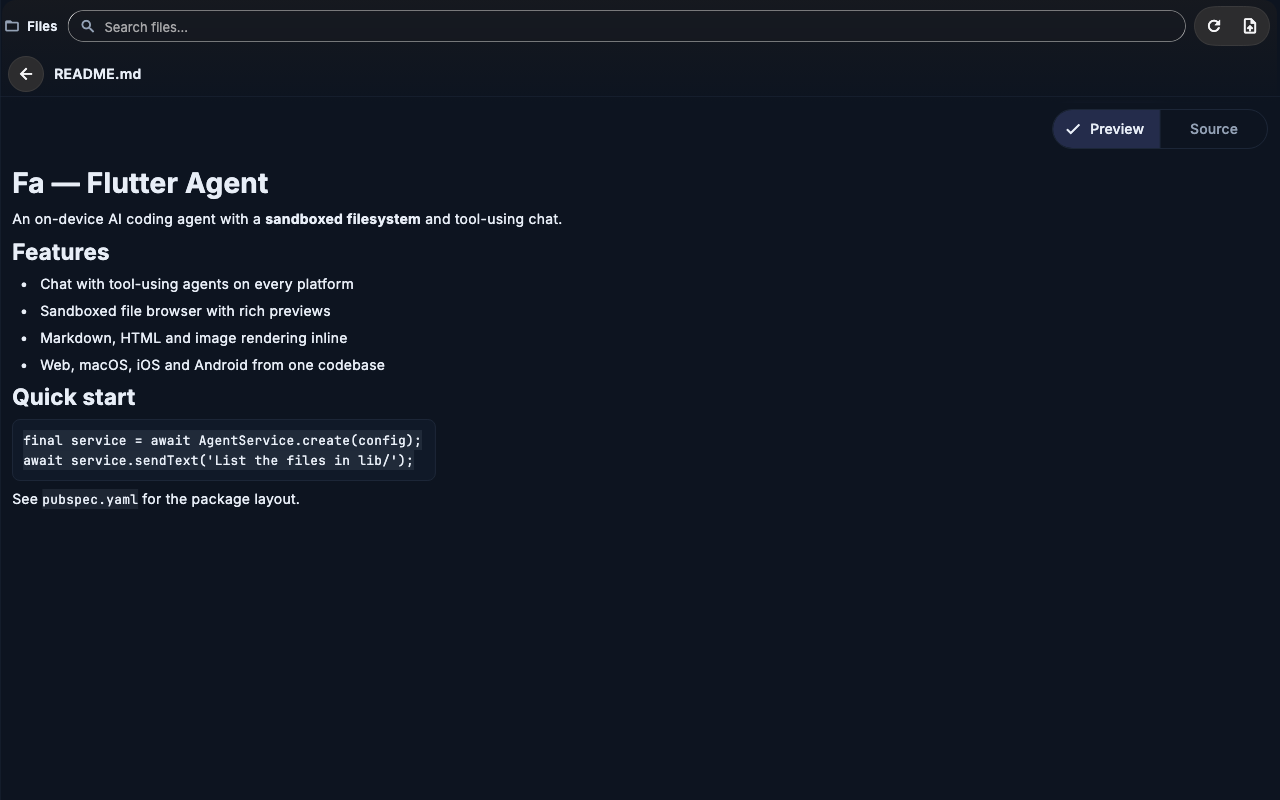 Files
Search files...
README.md
Preview
Source
Fa — Flutter Agent
An on-device AI coding agent with a sandboxed filesystem and tool-using chat.
Features
• Chat with tool-using agents on every platform
• Sandboxed file browser with rich previews
• Markdown, HTML and image rendering inline
• Web, macOS, iOS and Android from one codebase
Quick start
final service = await AgentService.create(config);
await service.sendText('List the files in lib/');
See pubspec.yaml for the package layout.